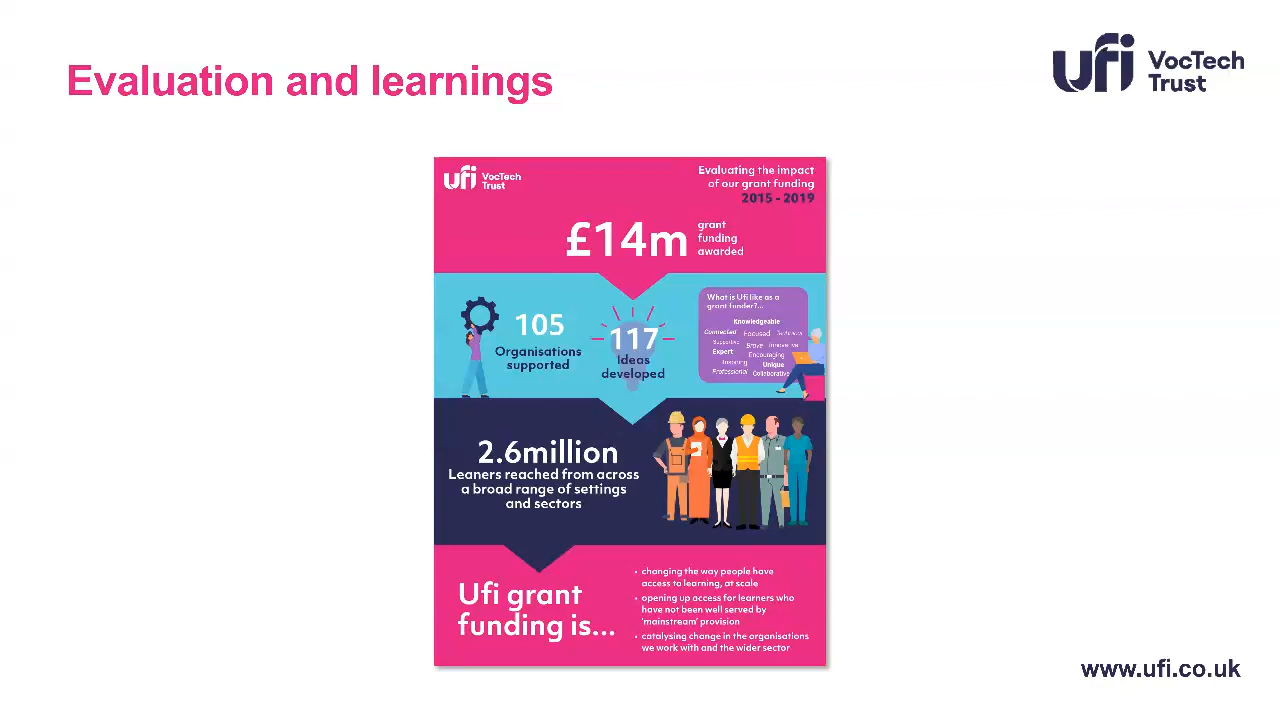 Evaluation and learnings
ufi VocTech
Trust
ufi VocTech
Trust
Evaluating the impact
of our grant funding
2015 - 2019
£14m
grant
funding
awarded
105
Organisations
supported
117
Ideas
developed
What is Ufi like as a
grant funder?...
Knowledgeable
Connected Focused
Supportive Brave Innovative
Expert Encouraging
Inspiring Unique
Professional Collaborative
2.6million
Leaners reached from across
a broad range of settings
and sectors
Ufi grant
funding is...
• changing the way people have
access to learning, at scale
• opening up access for learners who
have not been well served by
'mainstream' provision
• catalysing change in the organisations
we work with and the wider sector
www.ufi.co.uk